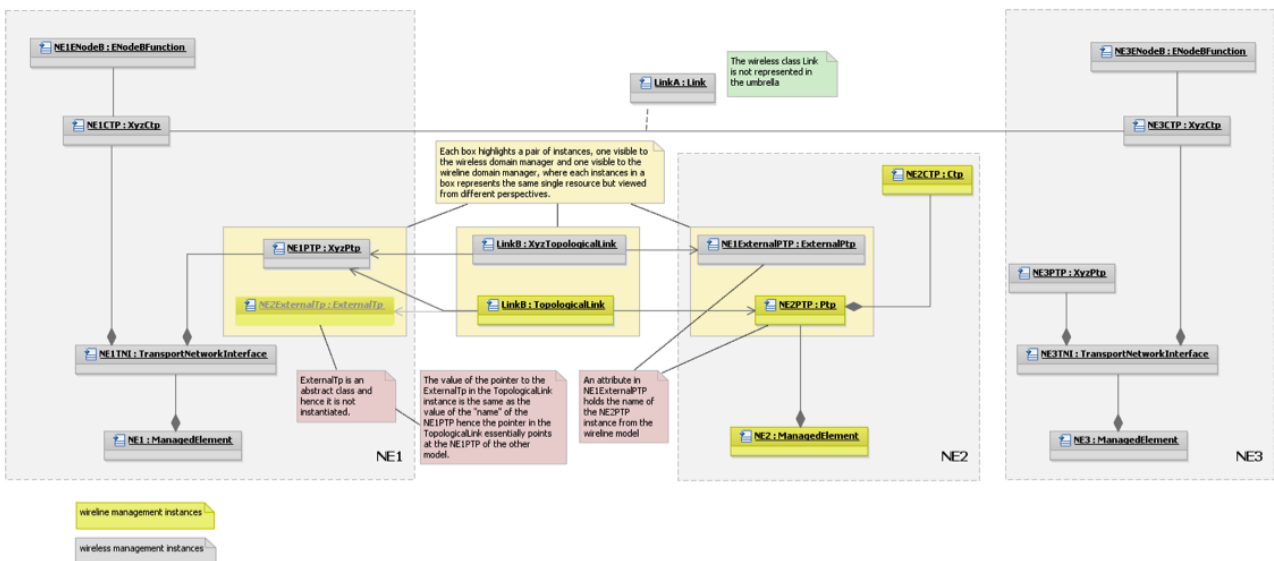 NE1ENodeB : ENodeBFunction
NE3ENodeB : ENodeBFunction
The wireless class Link
is not represented in
the umbrella
LinkA : Link
NE1CTP : XyzCtp
NE3CTP : XyzCtp
Each box highlights a pair of instances, one visible to
the wireless domain manager and one visible to the
wireline domain manager, where each instances in a
box represents the same single resource but viewed
from different perspectives.
NE2CTP : Ctp
NE1PTP : XyzPtp
LinkB : XyzTopologicalLink
NE1ExternalPTP : ExternalPtp
NE3PTP : XyzPtp
NE2ExternalTp : ExternalTp
LinkB : TopologicalLink
NE2PTP : Ptp
NE1TNI : TransportNetworkInterface
NE3TNI : TransportNetworkInterface
ExternalTp is an
abstract class and
hence it is not
instantiated.
The value of the pointer to the
ExternalTp in the TopologicalLink
instance is the same as the
value of the "name" of the
NE1PTP hence the pointer in the
TopologicalLink essentially points
at the NE1PTP of the other
model.
An attribute in
NE1ExternalPTP
holds the name of
the NE2PTP
instance from the
wireline model
NE1 : ManagedElement
NE2 : ManagedElement
NE3 : ManagedElement
NE1
NE2
NE3
wireline management instances
wireless management instances